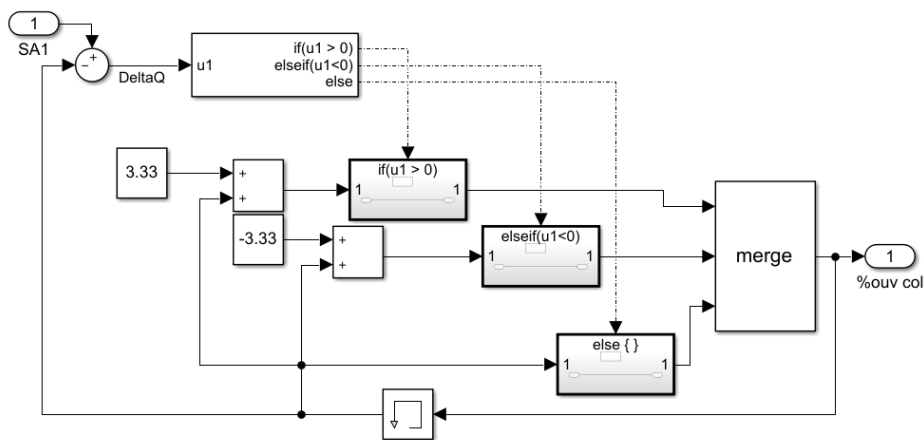 1
SA1
+
−
DeltaQ
u1
if(u1 > 0)
elseif(u1<0)
else
3.33
+
+
if(u1 > 0)
1
1
-3.33
+
+
elseif(u1<0)
1
1
merge
1
%ouv col
else { }
1
1